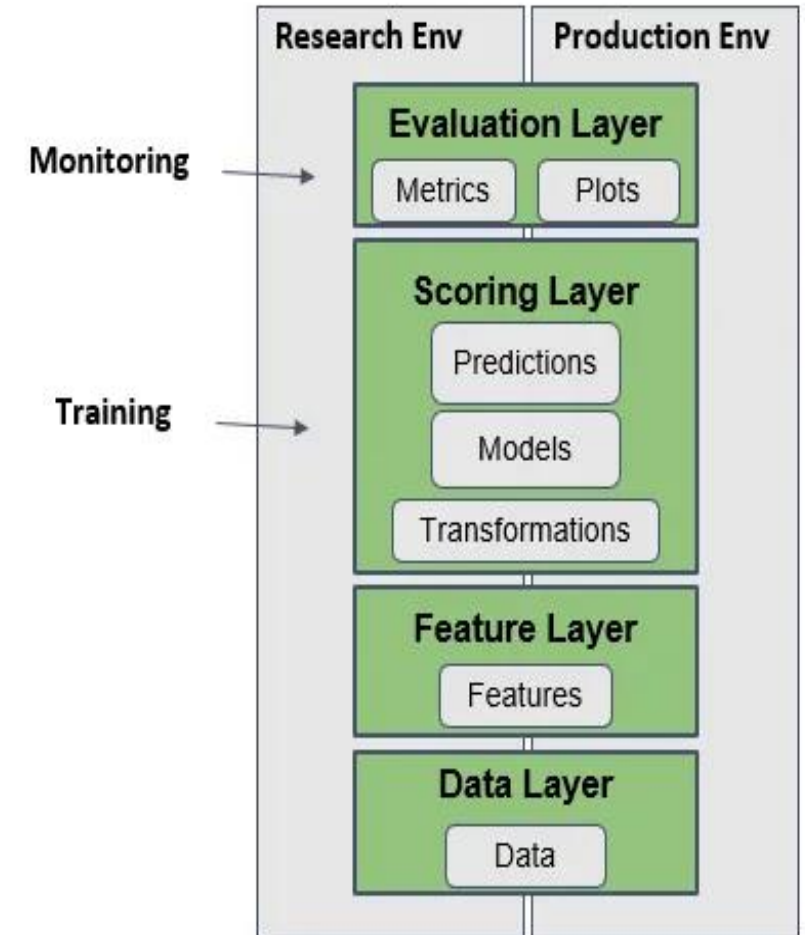 Research Env
Production Env
Evaluation Layer
Monitoring
Metrics
Plots
Scoring Layer
Predictions
Training
Models
Transformations
Feature Layer
Features
Data Layer
Data